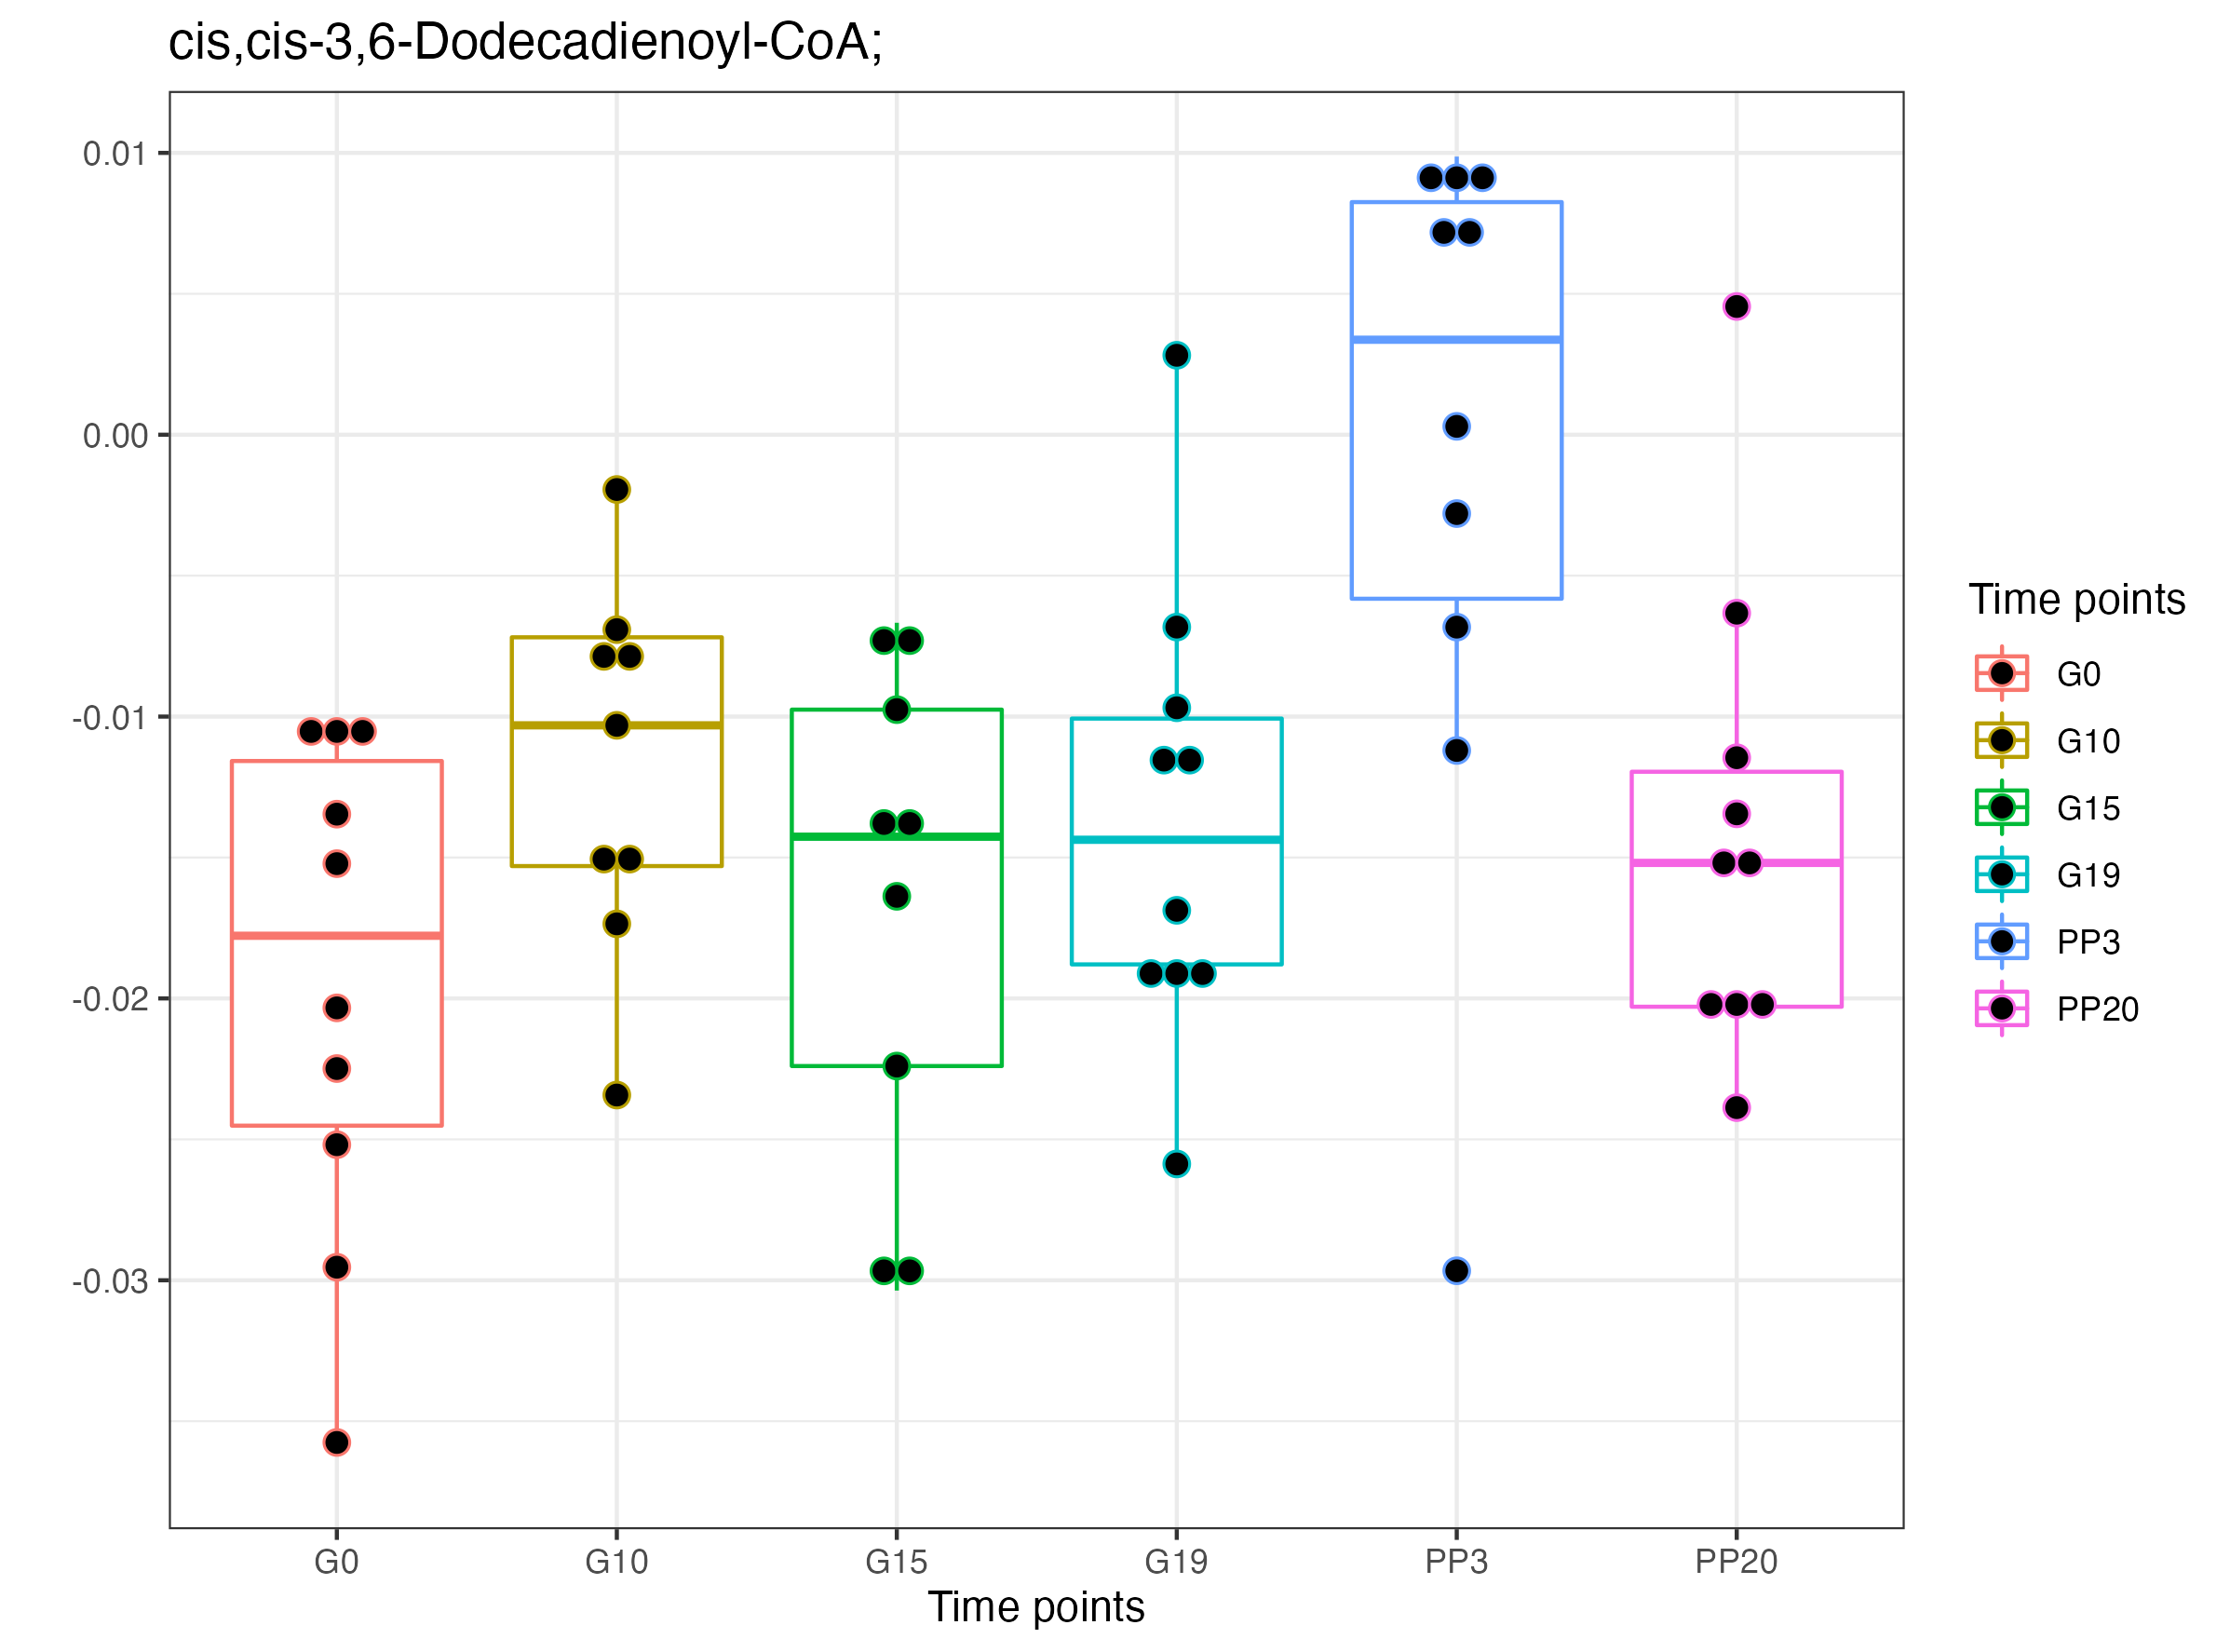 cis,cis-3,6-Dodecadienoyl-CoA;
0.01
0.00
-0.01
-0.02
-0.03
G0 G10 G15 G19 PP3 PP20
Time points
Time points
G0
G10
G15
G19
PP3
PP20